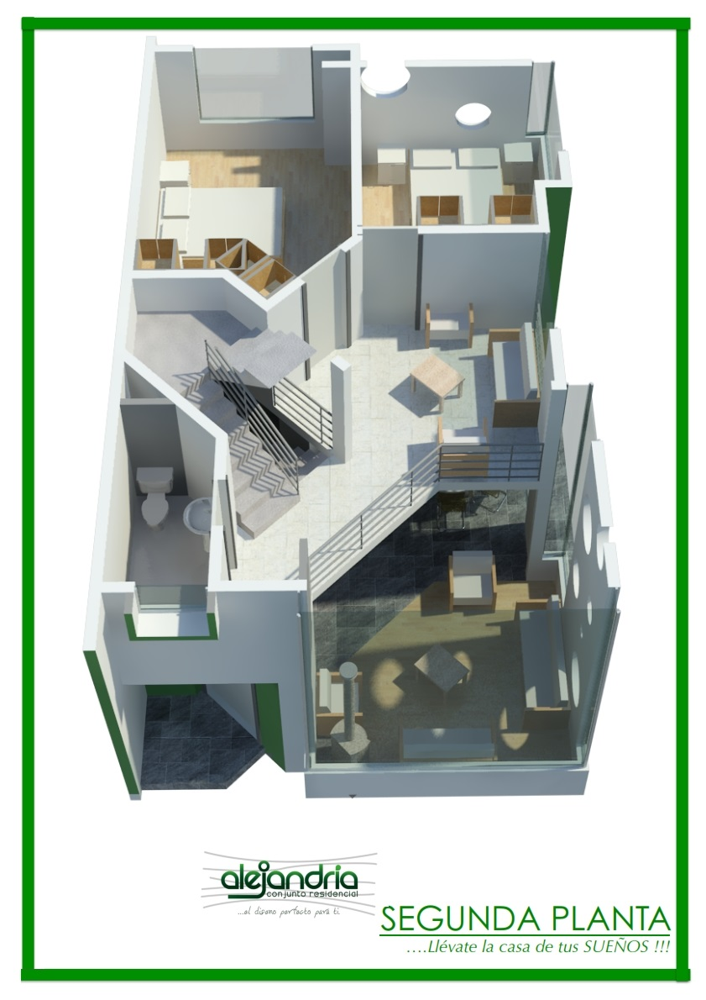 alejandria
conjunto residencial
...el diseño perfecto para ti.
SEGUNDA PLANTA
....Llévate la casa de tus SUEÑOS !!!